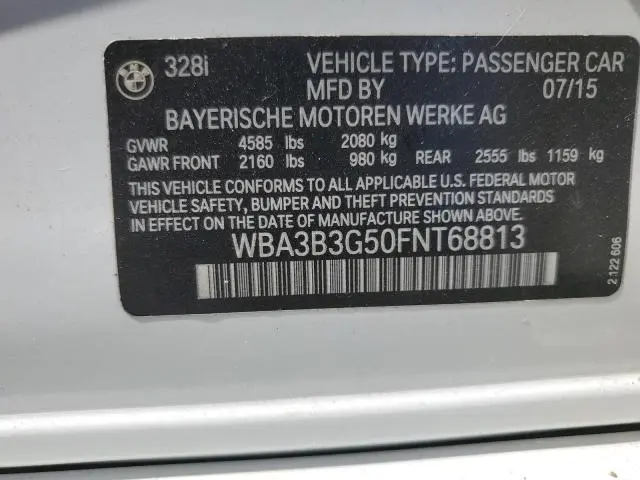 BMW 328i VEHICLE TYPE: PASSENGER CAR
MFD BY 07/15
BAYERISCHE MOTOREN WERKE AG
GVWR 4585 lbs 2080 kg
GAWR FRONT 2160 lbs 980 kg REAR 2555 lbs 1159 kg
THIS VEHICLE CONFORMS TO ALL APPLICABLE U.S. FEDERAL MOTOR
VEHICLE SAFETY, BUMPER AND THEFT PREVENTION STANDARDS
IN EFFECT ON THE DATE OF MANUFACTURE SHOWN ABOVE.
WBA3B3G50FNT68813
2 122 606